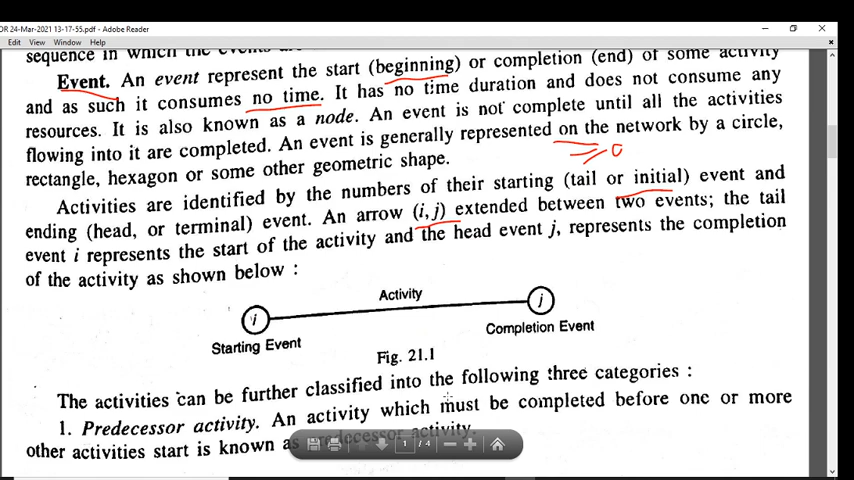 OR 24-Mar-2021 13-17-55.pdf - Adobe Reader
Edit View Window Help
sequence in which the events are
Event. An event represent the start (beginning) or completion (end) of some activity
and as such it consumes no time. It has no time duration and does not consume any
resources. It is also known as a node. An event is not complete until all the activities
flowing into it are completed. An event is generally represented on the network by a circle,
rectangle, hexagon or some other geometric shape.
Activities are identified by the numbers of their starting (tail or initial) event and
ending (head, or terminal) event. An arrow (i, j) extended between two events; the tail
event i represents the start of the activity and the head event j, represents the completion
of the activity as shown below :
Activity
i
j
Starting Event
Completion Event
Fig. 21.1
The activities can be further classified into the following three categories :
1. Predecessor activity. An activity which must be completed before one or more
other activities start is known as predecessor activity.
1 / 4